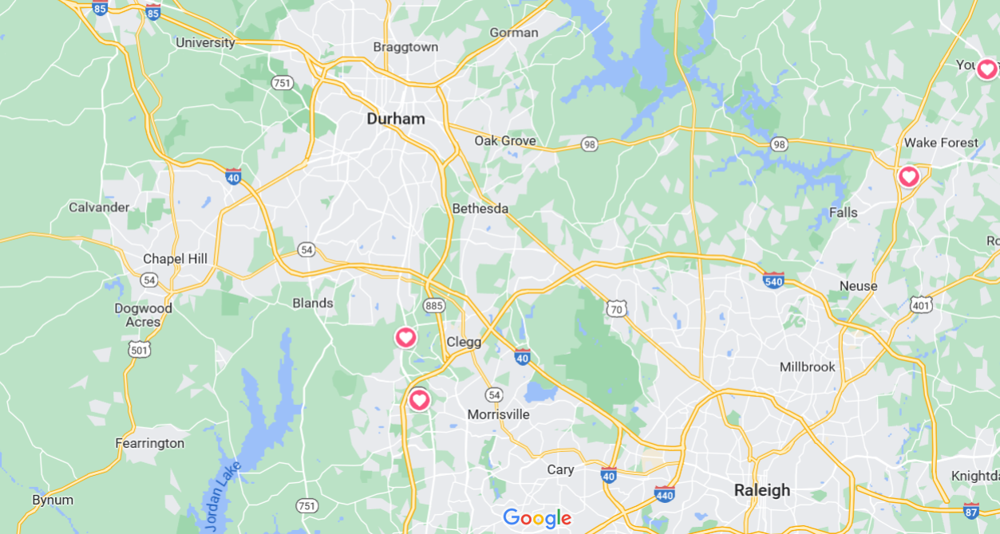 85
85
Gorman
University
Braggtown
751
Durham
Oak Grove
98
98
Wake Forest
40
Calvander
Bethesda
Falls
54
Chapel Hill
54
540
Neuse
Blands
885
70
401
Dogwood
Acres
501
Clegg
40
Millbrook
54
Morrisville
Fearrington
Cary
40
Jordan Lake
Raleigh
440
Bynum
751
Google
87